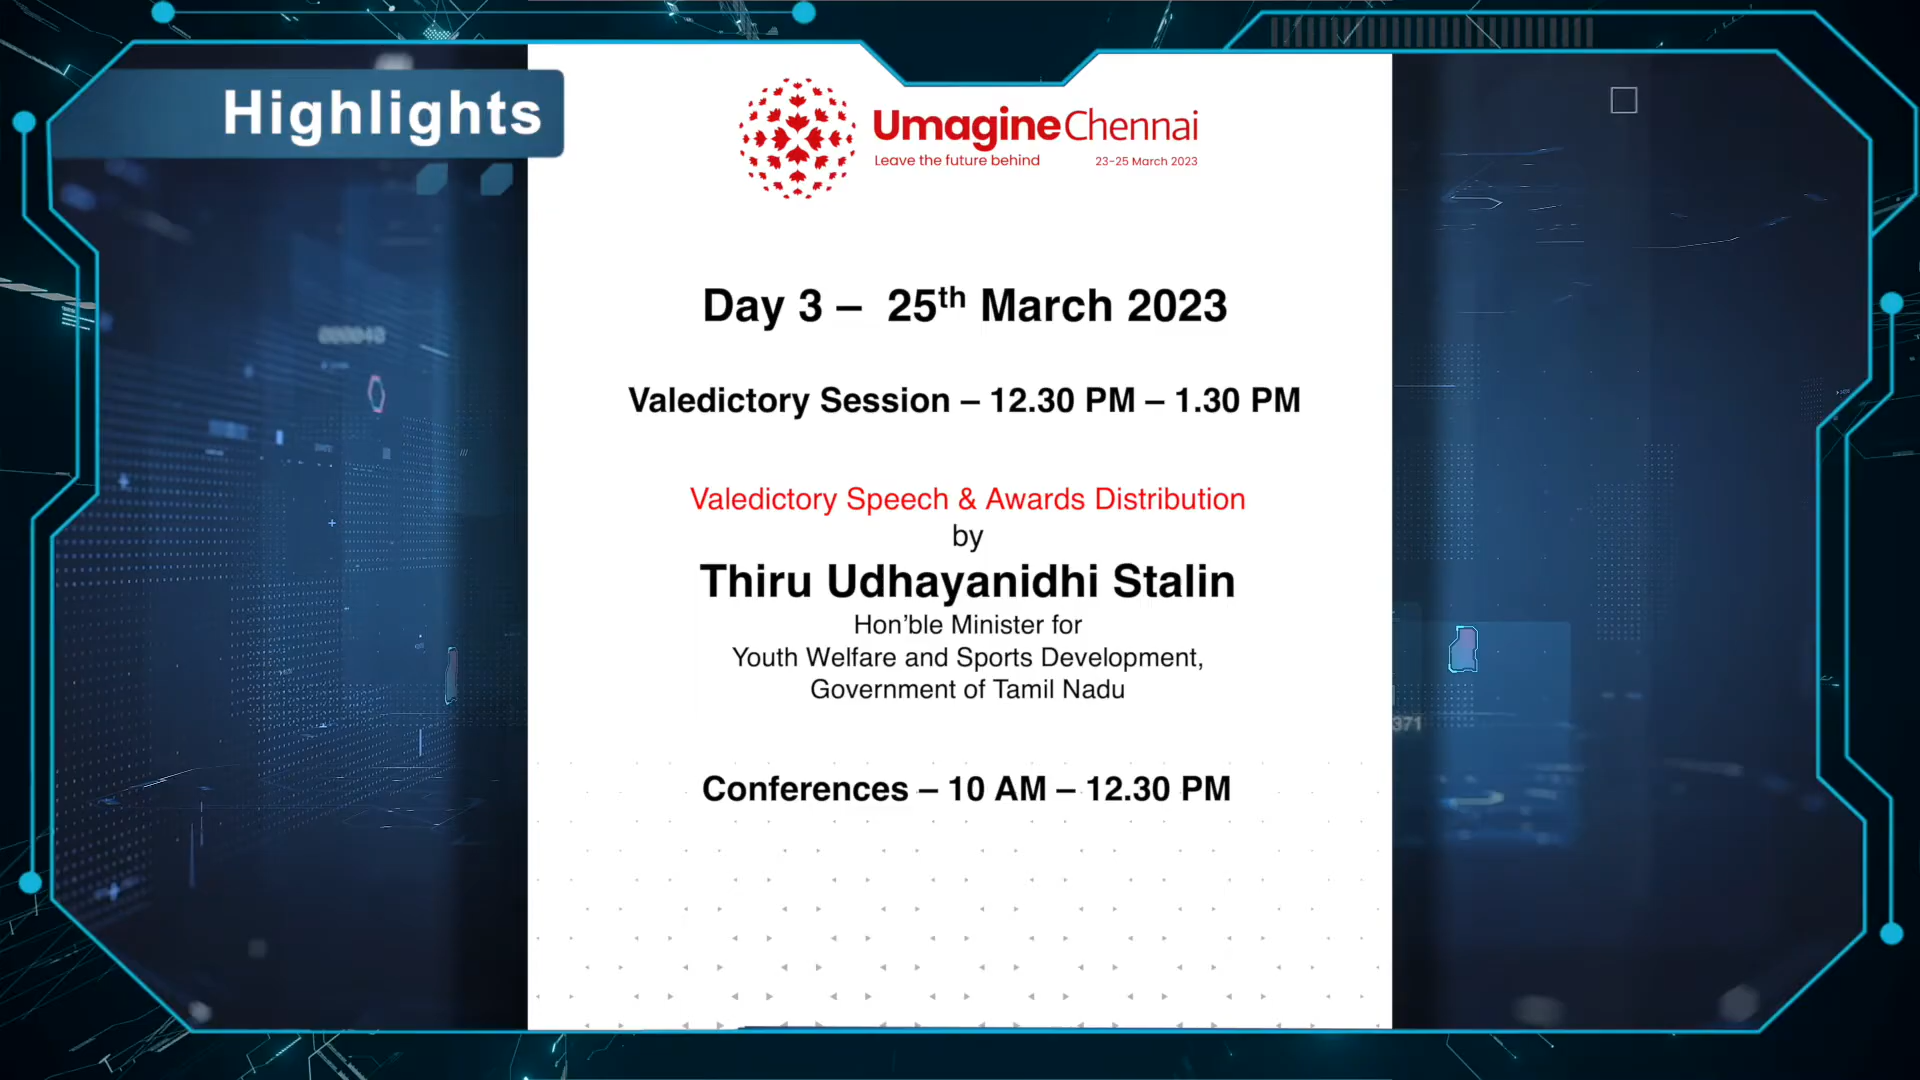 Highlights
UmagineChennai
Leave the future behind 23-25 March 2023
Day 3 – 25th March 2023
Valedictory Session – 12.30 PM – 1.30 PM
Valedictory Speech & Awards Distribution
by
Thiru Udhayanidhi Stalin
Hon’ble Minister for
Youth Welfare and Sports Development,
Government of Tamil Nadu
Conferences – 10 AM – 12.30 PM
371